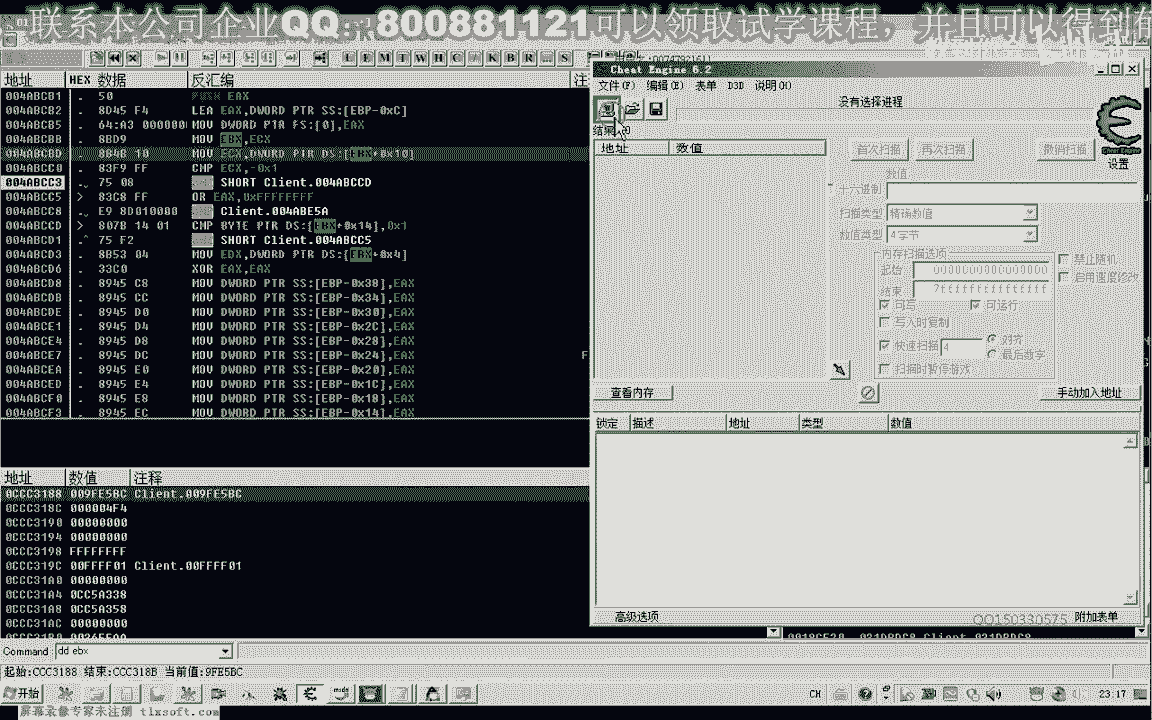 联系本公司企业QQ：800881121可以领取试学课程，并且可以得到
L E M T W H C / K B R ... S
地址 HEX 数据 反汇编 注
004ABCB1 . 50 PUSH EAX
004ABCB2 . 8D45 F4 LEA EAX,DWORD PTR SS:[EBP-0xC]
004ABCB5 . 64:A3 000000 MOV DWORD PTR FS:[0],EAX
004ABCBB . 8BD9 MOV EBX,ECX
004ABCBD . 8B4B 10 MOV ECX,DWORD PTR DS:[EBX+0x10]
004ABCC0 . 83F9 FF CMP ECX,-0x1
004ABCC3 . 75 08 SHORT Client.004ABCCD
004ABCC5 > 83C8 FF OR EAX,0xFFFFFFFF
004ABCC8 . E9 8D010000 Client.004ABE5A
004ABCCD > 807B 14 01 CMP BYTE PTR DS:[EBX+0x14],0x1
004ABCD1 .^ 75 F2 SHORT Client.004ABCC5
004ABCD3 . 8B53 04 MOV EDX,DWORD PTR DS:[EBX+0x4]
004ABCD6 . 33C0 XOR EAX,EAX
004ABCD8 . 8945 C8 MOV DWORD PTR SS:[EBP-0x38],EAX
004ABCDB . 8945 CC MOV DWORD PTR SS:[EBP-0x34],EAX
004ABCDE . 8945 D0 MOV DWORD PTR SS:[EBP-0x30],EAX
004ABCE1 . 8945 D4 MOV DWORD PTR SS:[EBP-0x2C],EAX
004ABCE4 . 8945 D8 MOV DWORD PTR SS:[EBP-0x28],EAX
004ABCE7 . 8945 DC MOV DWORD PTR SS:[EBP-0x24],EAX F
004ABCEA . 8945 E0 MOV DWORD PTR SS:[EBP-0x20],EAX
004ABCED . 8945 E4 MOV DWORD PTR SS:[EBP-0x1C],EAX
004ABCF0 . 8945 E8 MOV DWORD PTR SS:[EBP-0x18],EAX
004ABCF3 . 8945 EC MOV DWORD PTR SS:[EBP-0x14],EAX
地址 数值 注释
0CCC3188 009FE5BC Client.009FE5BC
0CCC318C 0000B4F4
0CCC3190 00000000
0CCC3194 00000000
0CCC3198 FFFFFFFF
0CCC319C 00FFFF01 Client.00FFFF01
0CCC31A0 00000000
0CCC31A4 0CC5A338
0CCC31A8 0CC5A358
0CCC31AC 00000000
Command dd ebx
起始:CCC3188 结束:CCC318B 当前值:9FE5BC
Cheat Engine 6.2
文件(F) 编辑(E) 表单 D3D 说明(H)
没有选择进程
结果:0
地址 数值
首次扫描 再次扫描 撤消扫描
设置
数值
十六进制
扫描类型 精确数值
数值类型 4字节
内存扫描选项
起始 0000000000000000
结束 7fffffffffffffff
禁止随机
启用速度修改
可写 可运行
写入时复制
快速扫描 4 对齐
最后数字
扫描时暂停游戏
查看内存 手动加入地址
锁定 描述 地址 类型 数值
高级选项 附加表单
QQ150330575
开始 CH 23:17
屏幕录像专家未注册 tlxsoft.com